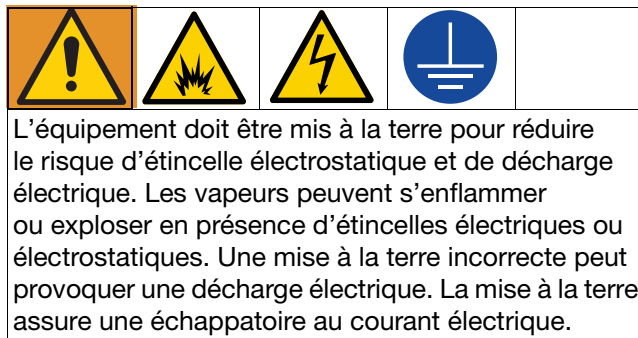 L’équipement doit être mis à la terre pour réduire
le risque d’étincelle électrostatique et de décharge
électrique. Les vapeurs peuvent s’enflammer
ou exploser en présence d’étincelles électriques ou
électrostatiques. Une mise à la terre incorrecte peut
provoquer une décharge électrique. La mise à la terre
assure une échappatoire au courant électrique.